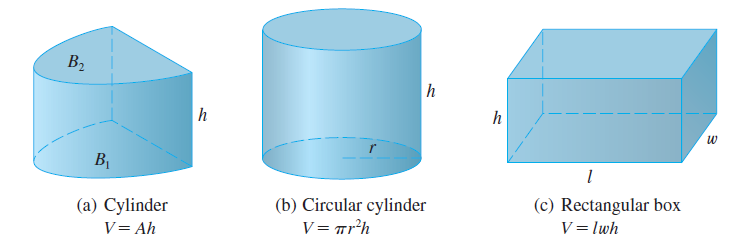 B₂
h
B₁
(a) Cylinder
V = Ah
h
r
(b) Circular cylinder
V = πr²h
h
w
l
(c) Rectangular box
V = lwh